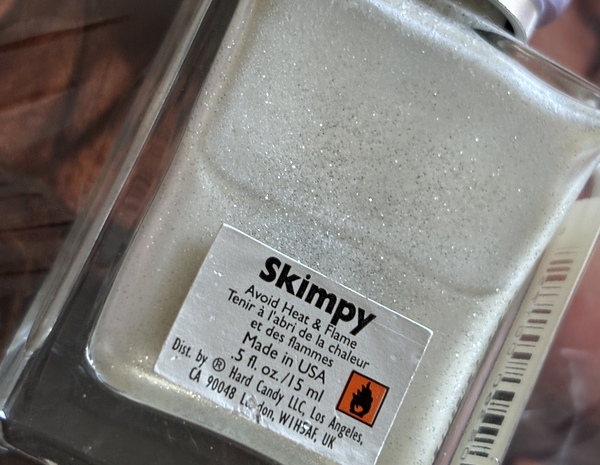 Skimpy
Avoid Heat & Flame
Tenir à l'abri de la chaleur
et des flammes
Made in USA
.5 fl. oz./15 ml
Dist. by ® Hard Candy LLC, Los Angeles,
CA 90048 London, W1H5AF, UK